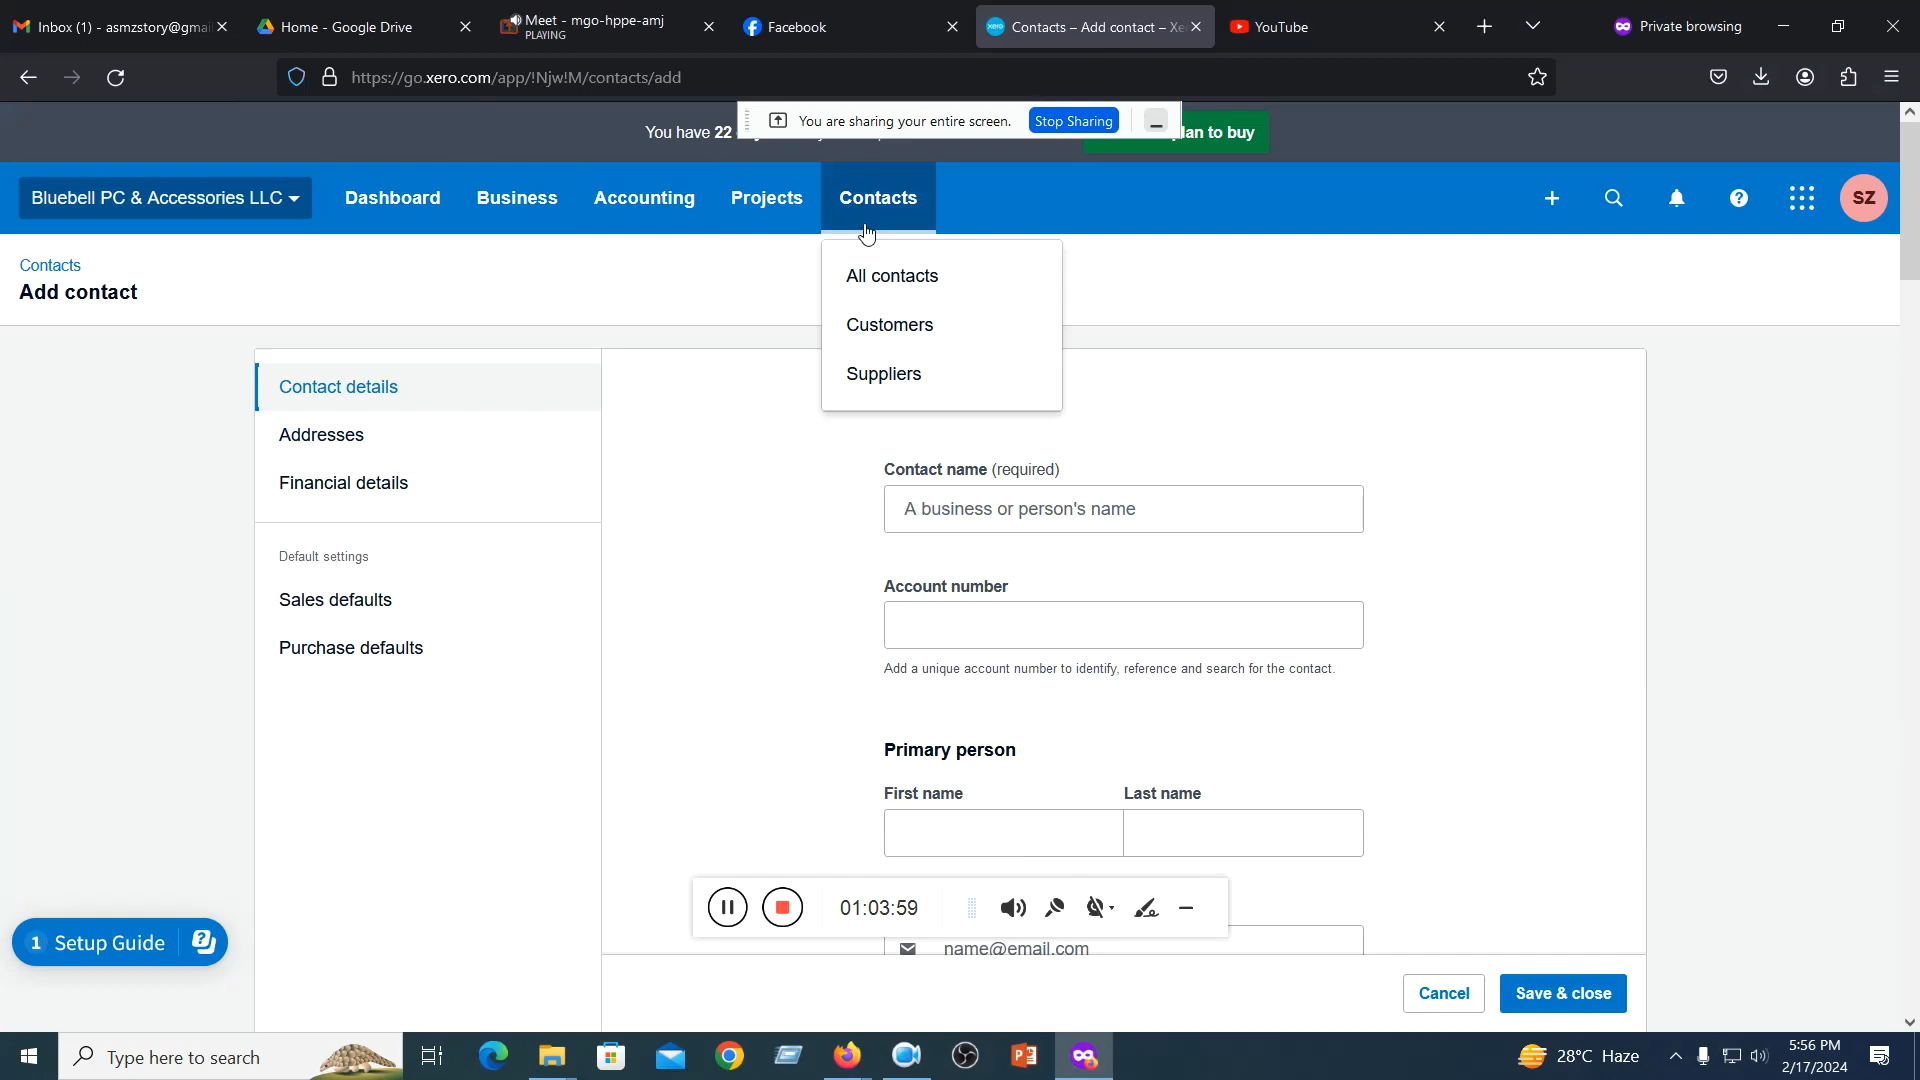 Inbox (1) - asmzstory@gmai
Home - Google Drive
Meet - mgo-hppe-amj
PLAYING
Facebook
Contacts – Add contact – Xe
YouTube
Private browsing
https://go.xero.com/app/!Njw!M/contacts/add
You have 22
You are sharing your entire screen.
Stop Sharing
lan to buy
Bluebell PC & Accessories LLC
Dashboard
Business
Accounting
Projects
Contacts
SZ
Contacts
Add contact
All contacts
Customers
Suppliers
Contact details
Addresses
Financial details
Default settings
Sales defaults
Purchase defaults
Contact name (required)
A business or person's name
Account number
Add a unique account number to identify, reference and search for the contact.
Primary person
First name
Last name
01:03:59
name@email.com
1 Setup Guide
Cancel
Save & close
Type here to search
28°C Haze
5:56 PM
2/17/2024